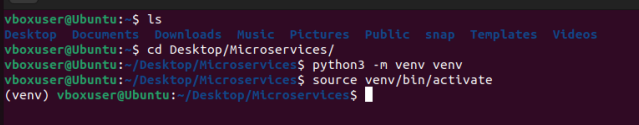 vboxuser@Ubuntu:~$ ls
Desktop  Documents  Downloads  Music  Pictures  Public  snap  Templates  Videos
vboxuser@Ubuntu:~$ cd Desktop/Microservices/
vboxuser@Ubuntu:~/Desktop/Microservices$ python3 -m venv venv
vboxuser@Ubuntu:~/Desktop/Microservices$ source venv/bin/activate
(venv) vboxuser@Ubuntu:~/Desktop/Microservices$